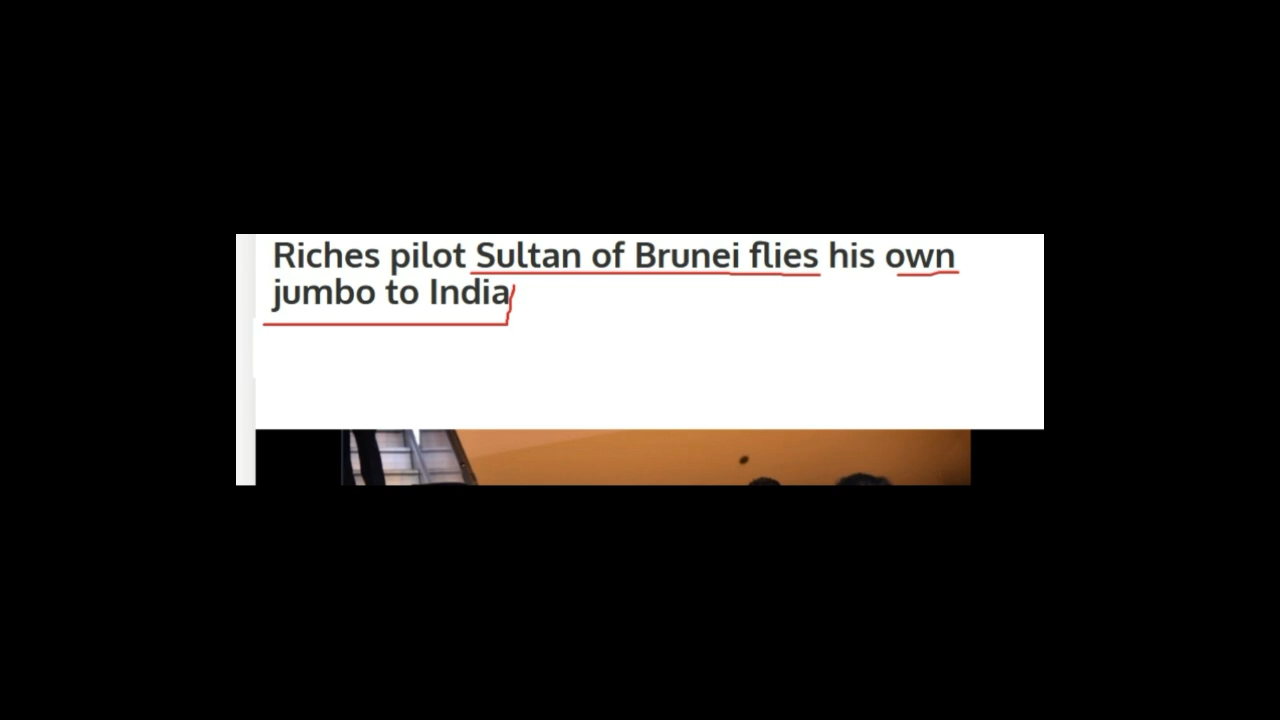 Riches pilot Sultan of Brunei flies his own
jumbo to India